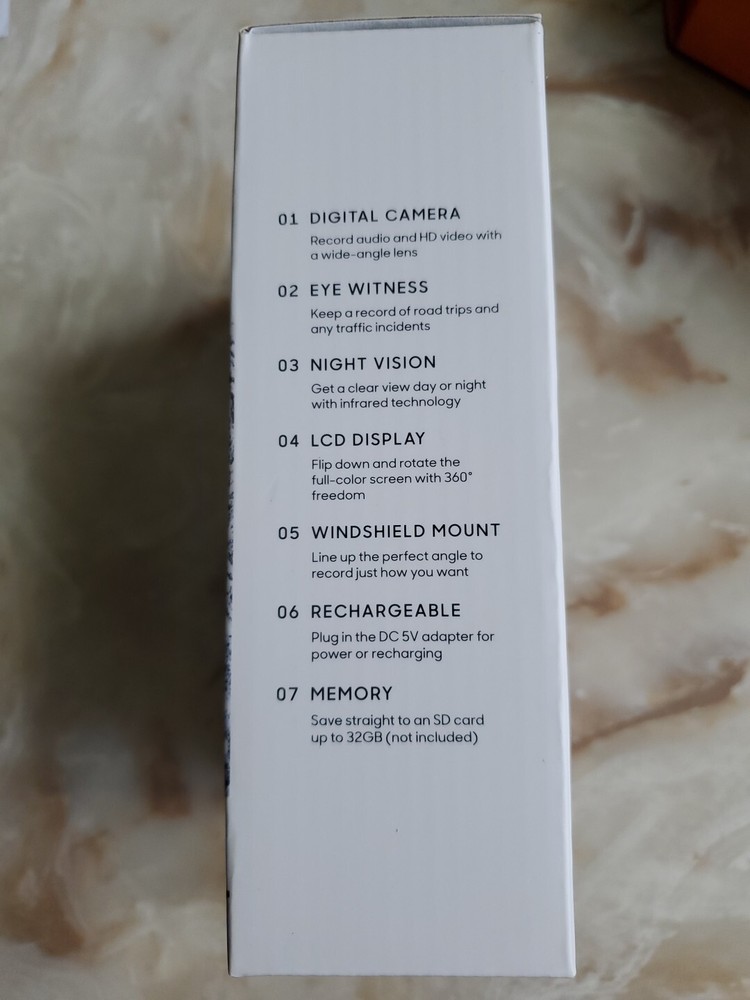 01 DIGITAL CAMERA
Record audio and HD video with
a wide-angle lens
02 EYE WITNESS
Keep a record of road trips and
any traffic incidents
03 NIGHT VISION
Get a clear view day or night
with infrared technology
04 LCD DISPLAY
Flip down and rotate the
full-color screen with 360°
freedom
05 WINDSHIELD MOUNT
Line up the perfect angle to
record just how you want
06 RECHARGEABLE
Plug in the DC 5V adapter for
power or recharging
07 MEMORY
Save straight to an SD card
up to 32GB (not included)